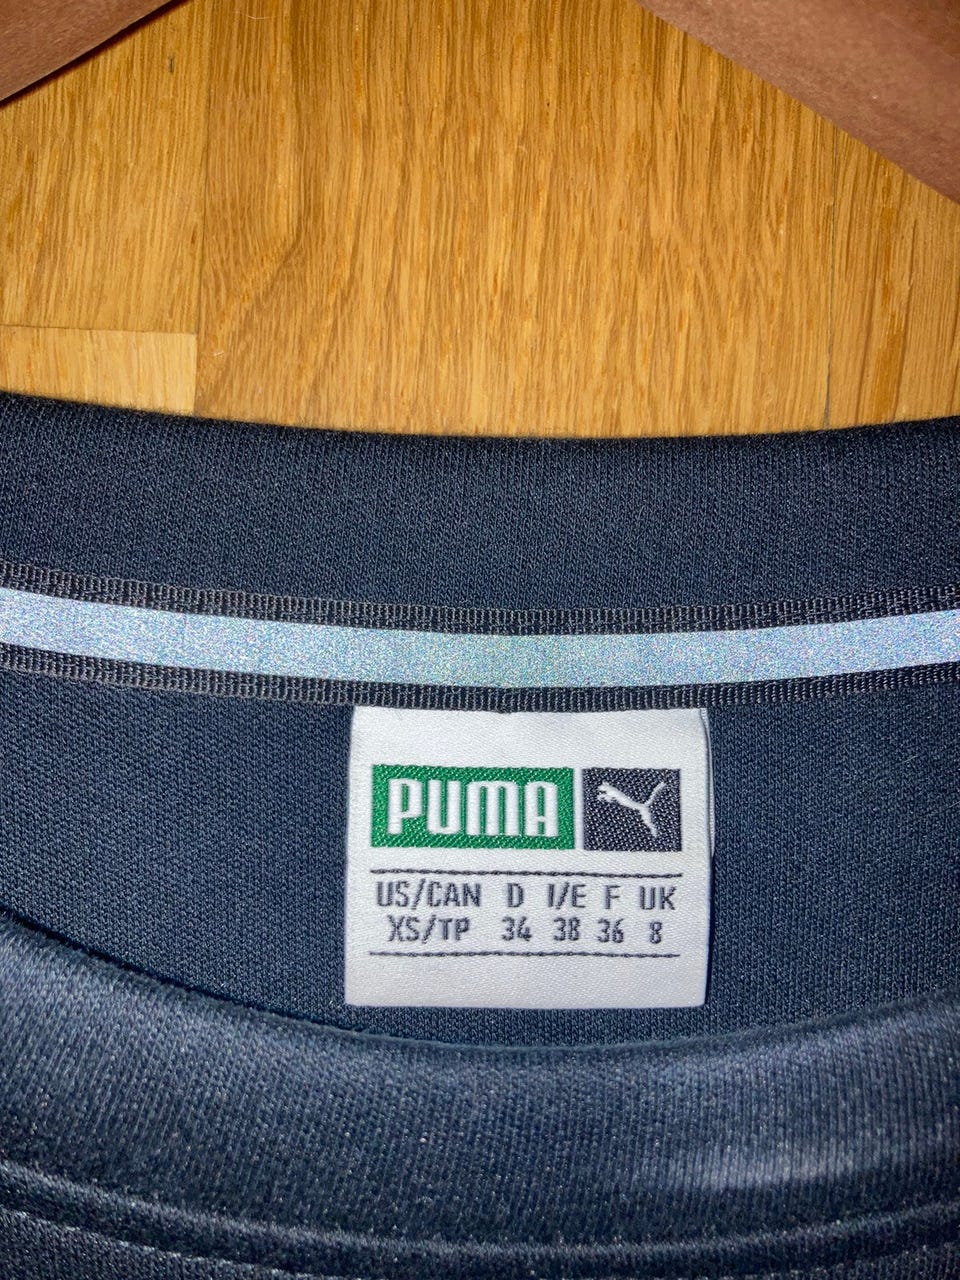 PUMA
US/CAN D I/E F UK
XS/TP 34 38 36 8